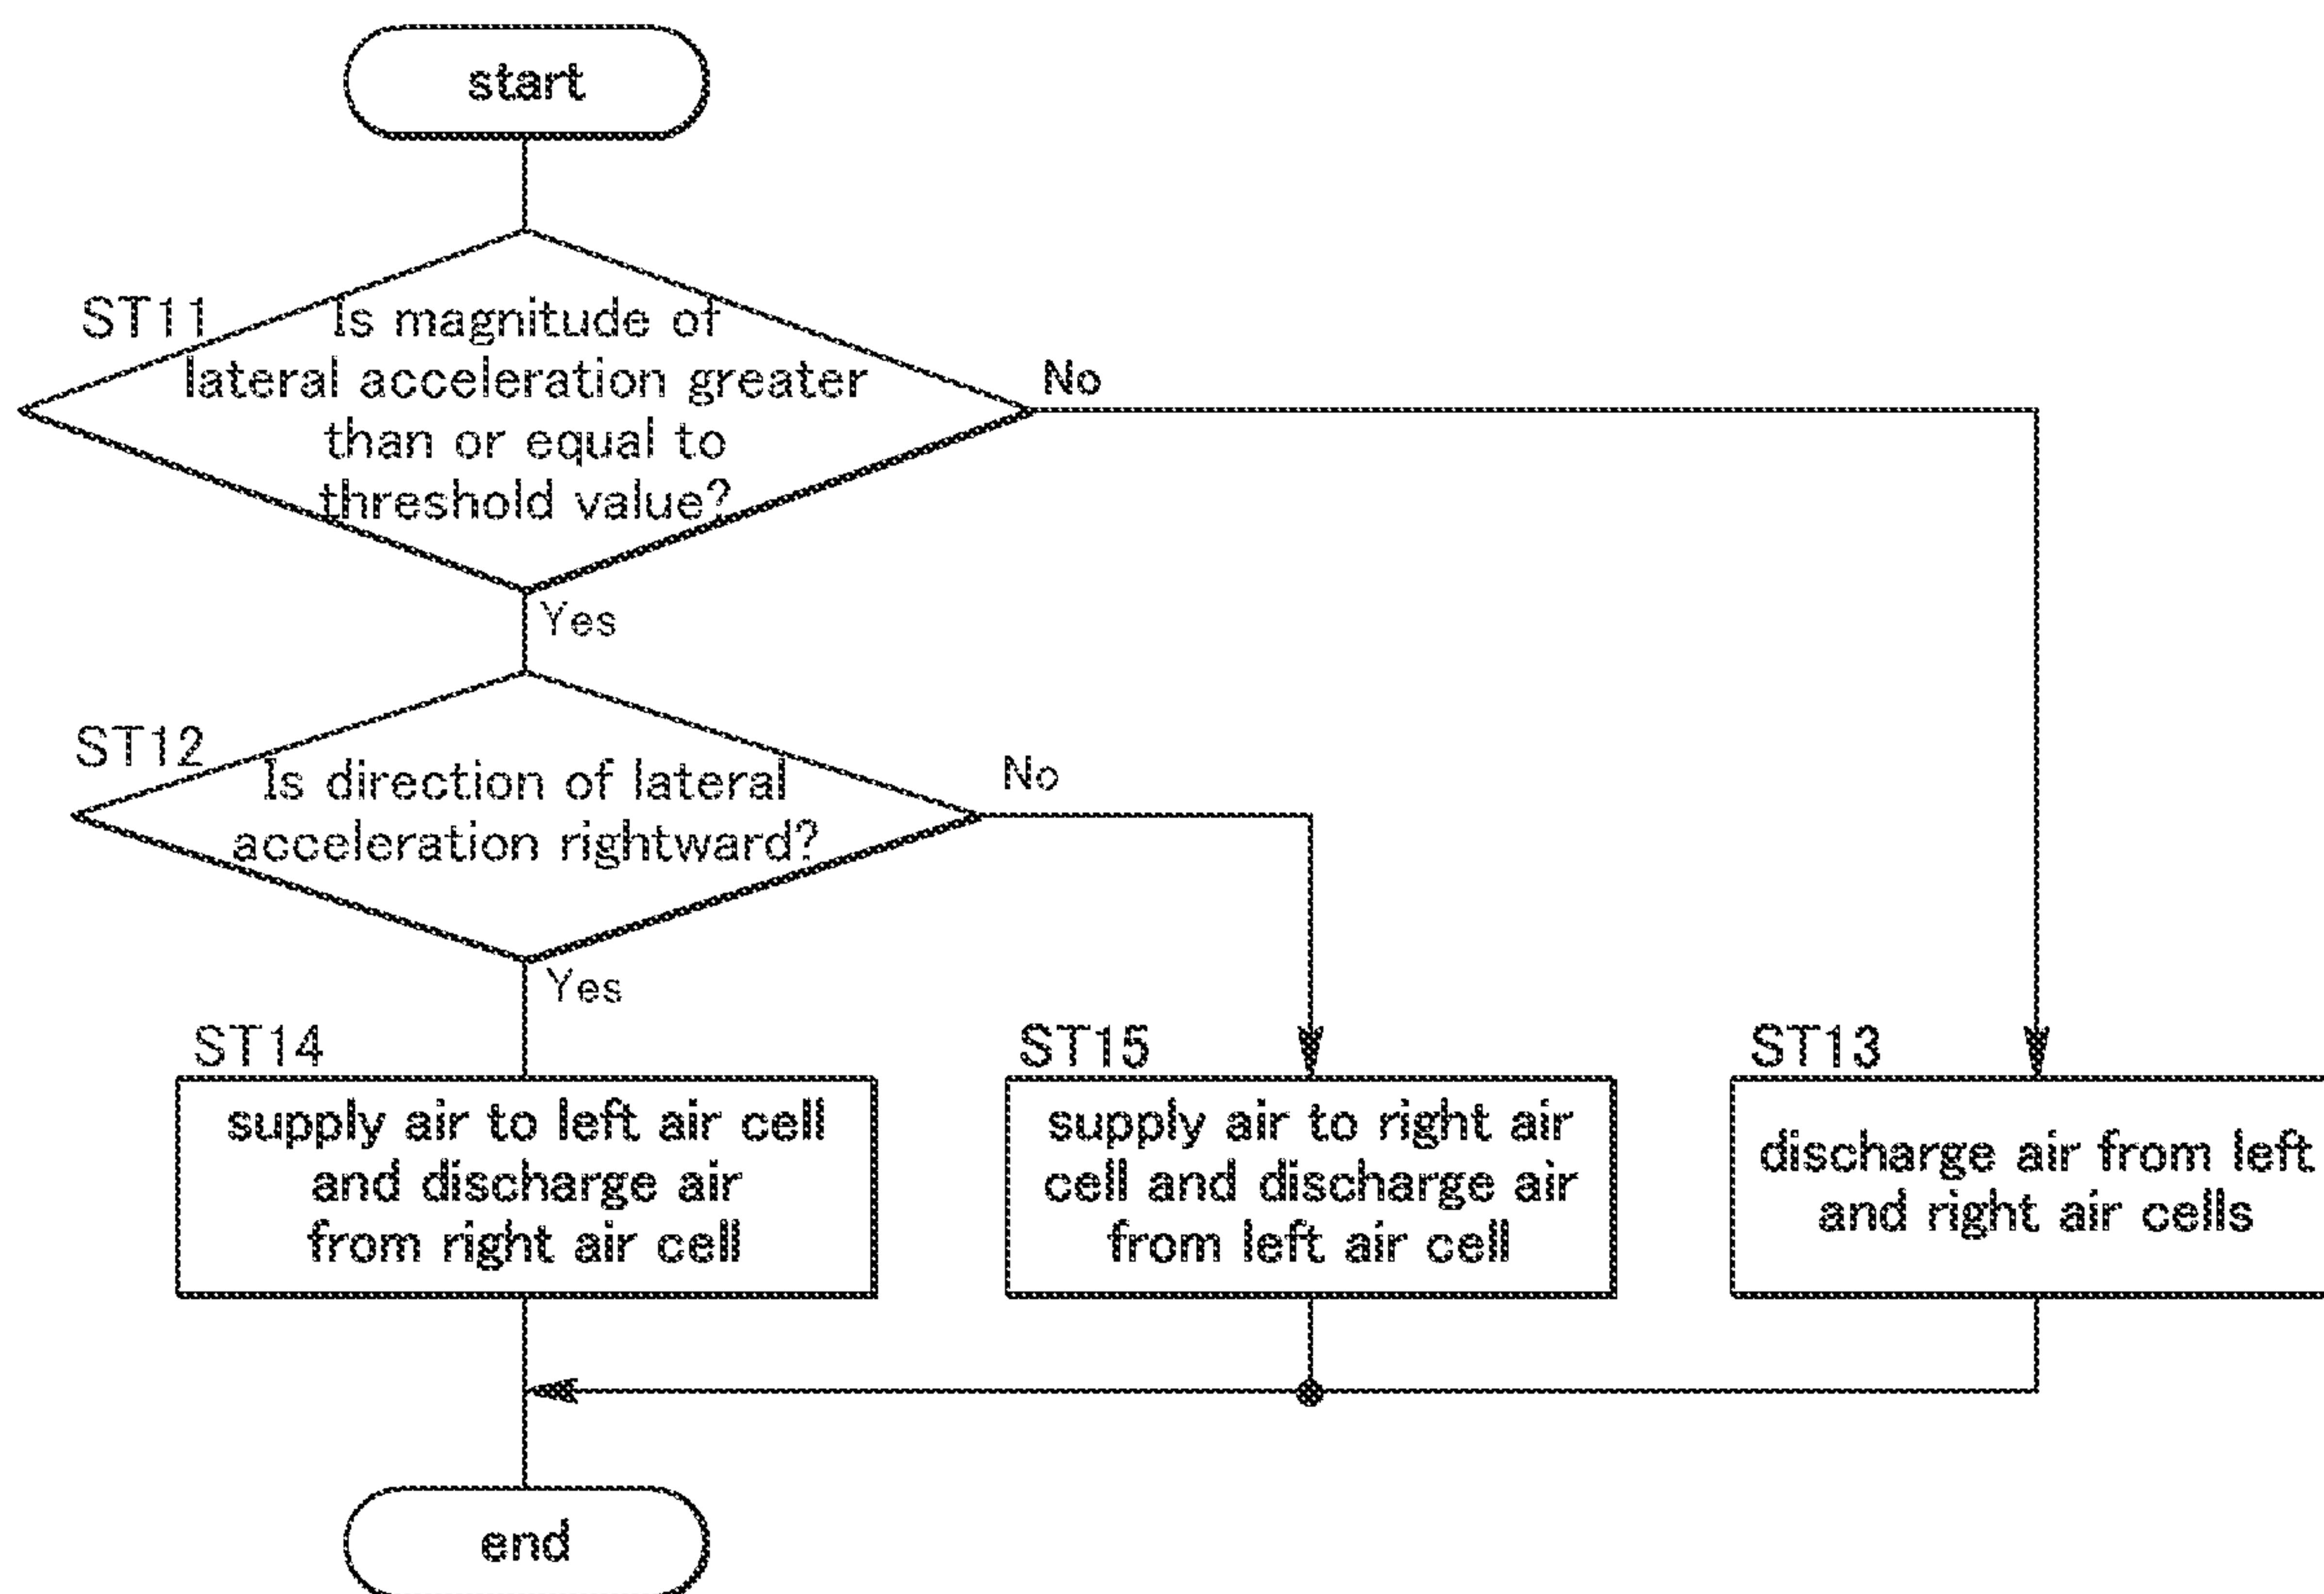 start
ST11
Is magnitude of
lateral acceleration greater
than or equal to
threshold value?
No
Yes
ST12
Is direction of lateral
acceleration rightward?
No
Yes
ST14
supply air to left air cell
and discharge air
from right air cell
ST15
supply air to right air
cell and discharge air
from left air cell
ST13
discharge air from left
and right air cells
end